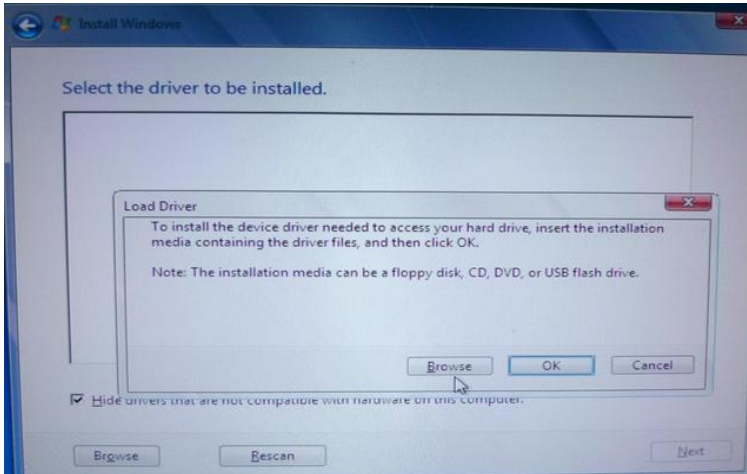 Install Windows
Select the driver to be installed.
Load Driver
To install the device driver needed to access your hard drive, insert the installation
media containing the driver files, and then click OK.
Note: The installation media can be a floppy disk, CD, DVD, or USB flash drive.
Browse OK Cancel
Hide drivers that are not compatible with hardware on this computer.
Browse Rescan Next